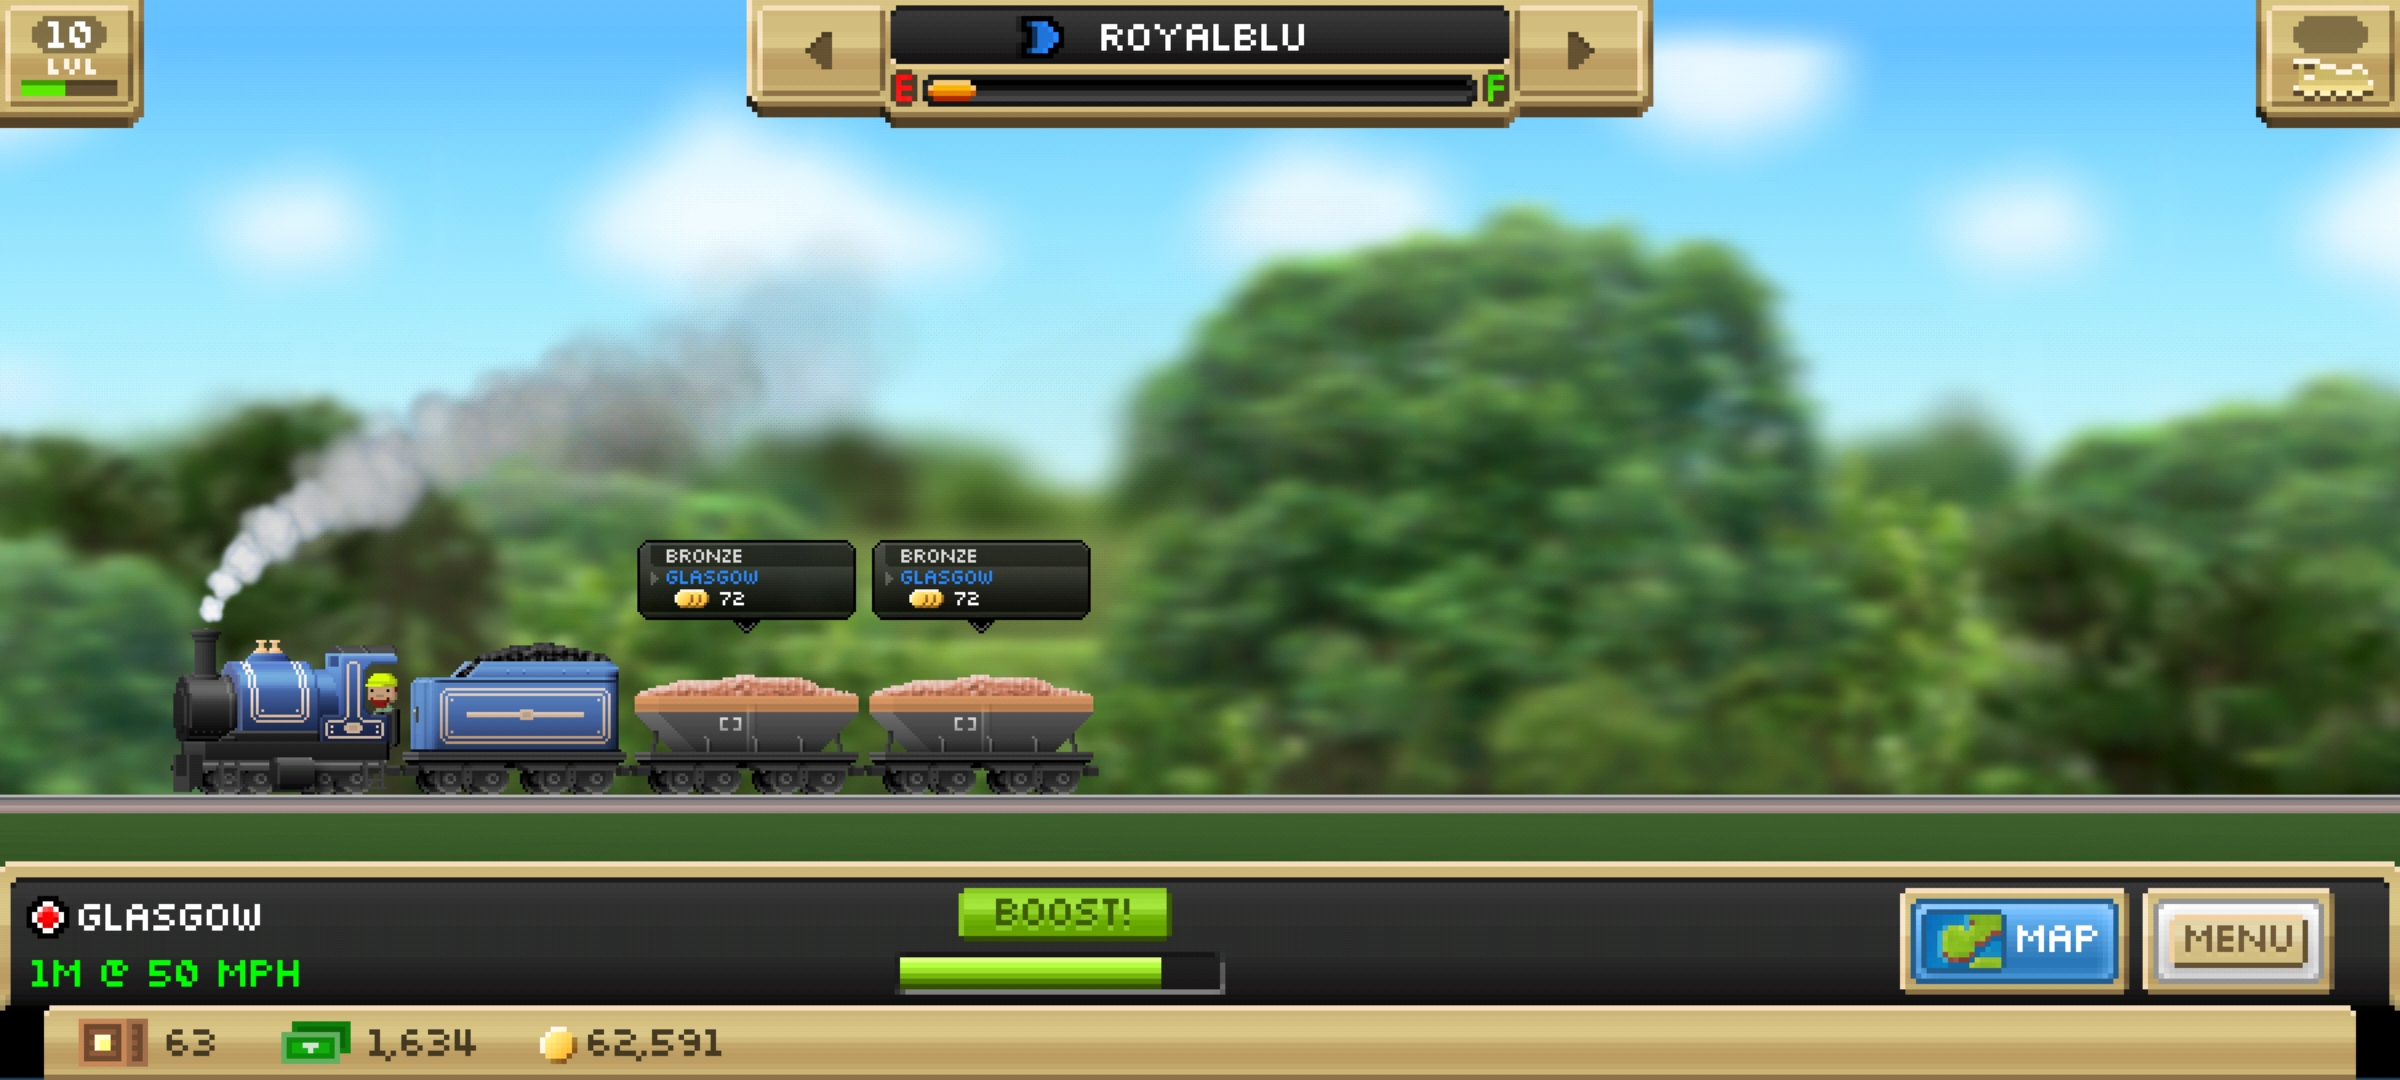 10
LVL
ROYALBLU
E F
BRONZE
GLASGOW
72
BRONZE
GLASGOW
72
GLASGOW
1M @ 50 MPH
BOOST!
MAP
MENU
63 1,634 62,591